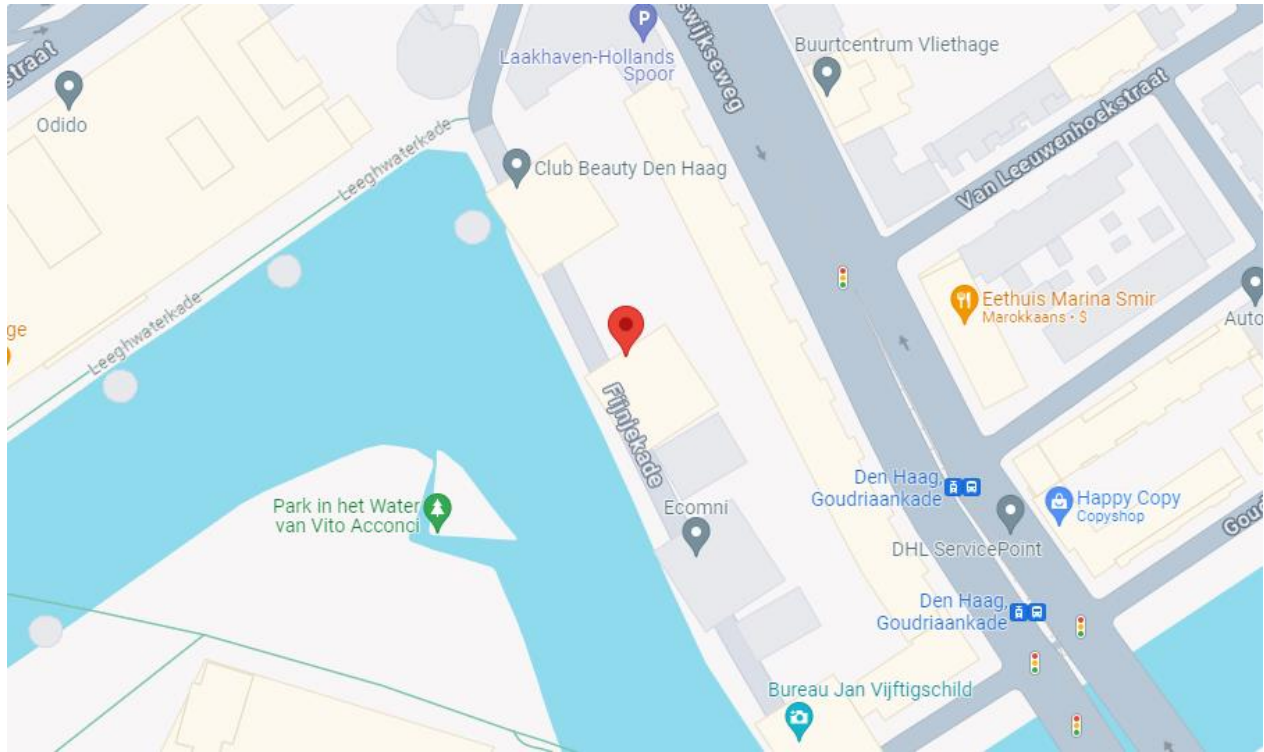 straat
Odido
P
Laakhaven-Hollands
Spoor
swijkseweg
Buurtcentrum Vliethage
Van Leeuwenhoekstraat
Leeghwaterkade
Club Beauty Den Haag
Leeghwaterkade
Eethuis Marina Smir
Marokkaans · $
Auto
ge
Fijnjekade
Park in het Water
van Vito Acconci
Ecomni
Den Haag,
Goudriaankade
Happy Copy
Copyshop
DHL ServicePoint
Goud
Den Haag,
Goudriaankade
Bureau Jan Vijftigschild